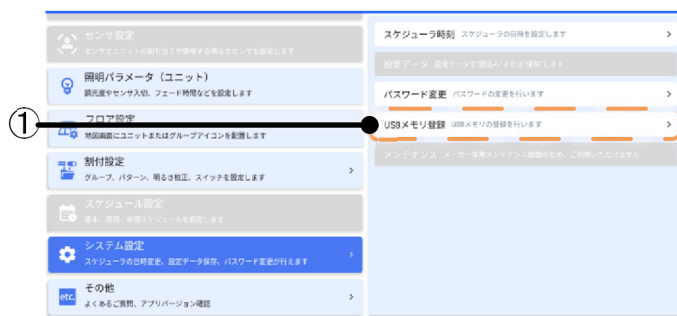 センサ設定
センサとユニットの割り当てや使用する明るさセンサを設定します
照明パラメータ（ユニット）
調光度やセンサ入切、フェード時間などを設定します
フロア設定
地図画面にユニットまたはグループアイコンを配置します
割付設定
グループ、パターン、明るさ校正、スイッチを設定します
スケジュール設定
基本、週間、年間スケジュールを設定します
システム設定
スケジューラの日時変更、設定データ保存、パスワード変更が行えます
etc.
その他
よくあるご質問、アプリバージョン確認
①
スケジューラ時刻 スケジューラの日時を設定します
設定データ 設定データを"読込み"または"保存"します
パスワード変更 パスワードの変更を行います
USBメモリ登録 USBメモリの登録を行います
メンテナンス メーカー専用メンテナンス画面のため、ご利用いただけません